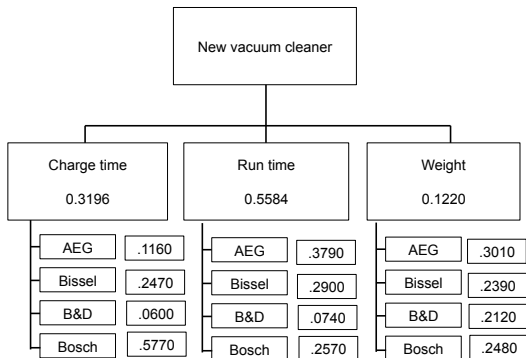 New vacuum cleaner
Charge time
0.3196
Run time
0.5584
Weight
0.1220
AEG .1160
Bissel .2470
B&D .0600
Bosch .5770
AEG .3790
Bissel .2900
B&D .0740
Bosch .2570
AEG .3010
Bissel .2390
B&D .2120
Bosch .2480